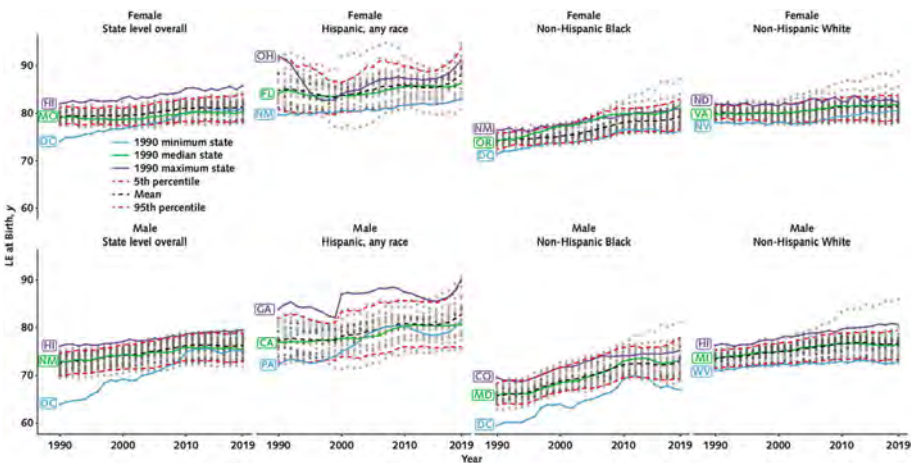 Female
State level overall
Female
Hispanic, any race
Female
Non-Hispanic Black
Female
Non-Hispanic White
90
80
70
60
HI
MO
DC
OH
FL
NM
NM
OR
DC
ND
VA
NV
1990 minimum state
1990 median state
1990 maximum state
5th percentile
Mean
95th percentile
LE at Birth, y
Male
State level overall
Male
Hispanic, any race
Male
Non-Hispanic Black
Male
Non-Hispanic White
90
80
70
60
HI
NM
DC
GA
CA
PA
CO
MD
DC
HI
MI
WV
1990 2000 2010 2019
1990 2000 2010 2019
1990 2000 2010 2019
1990 2000 2010 2019
Year